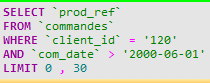 SELECT `prod_ref`
FROM `commandes`
WHERE `client_id` = '120'
AND `com_date` > '2000-06-01'
LIMIT 0 , 30